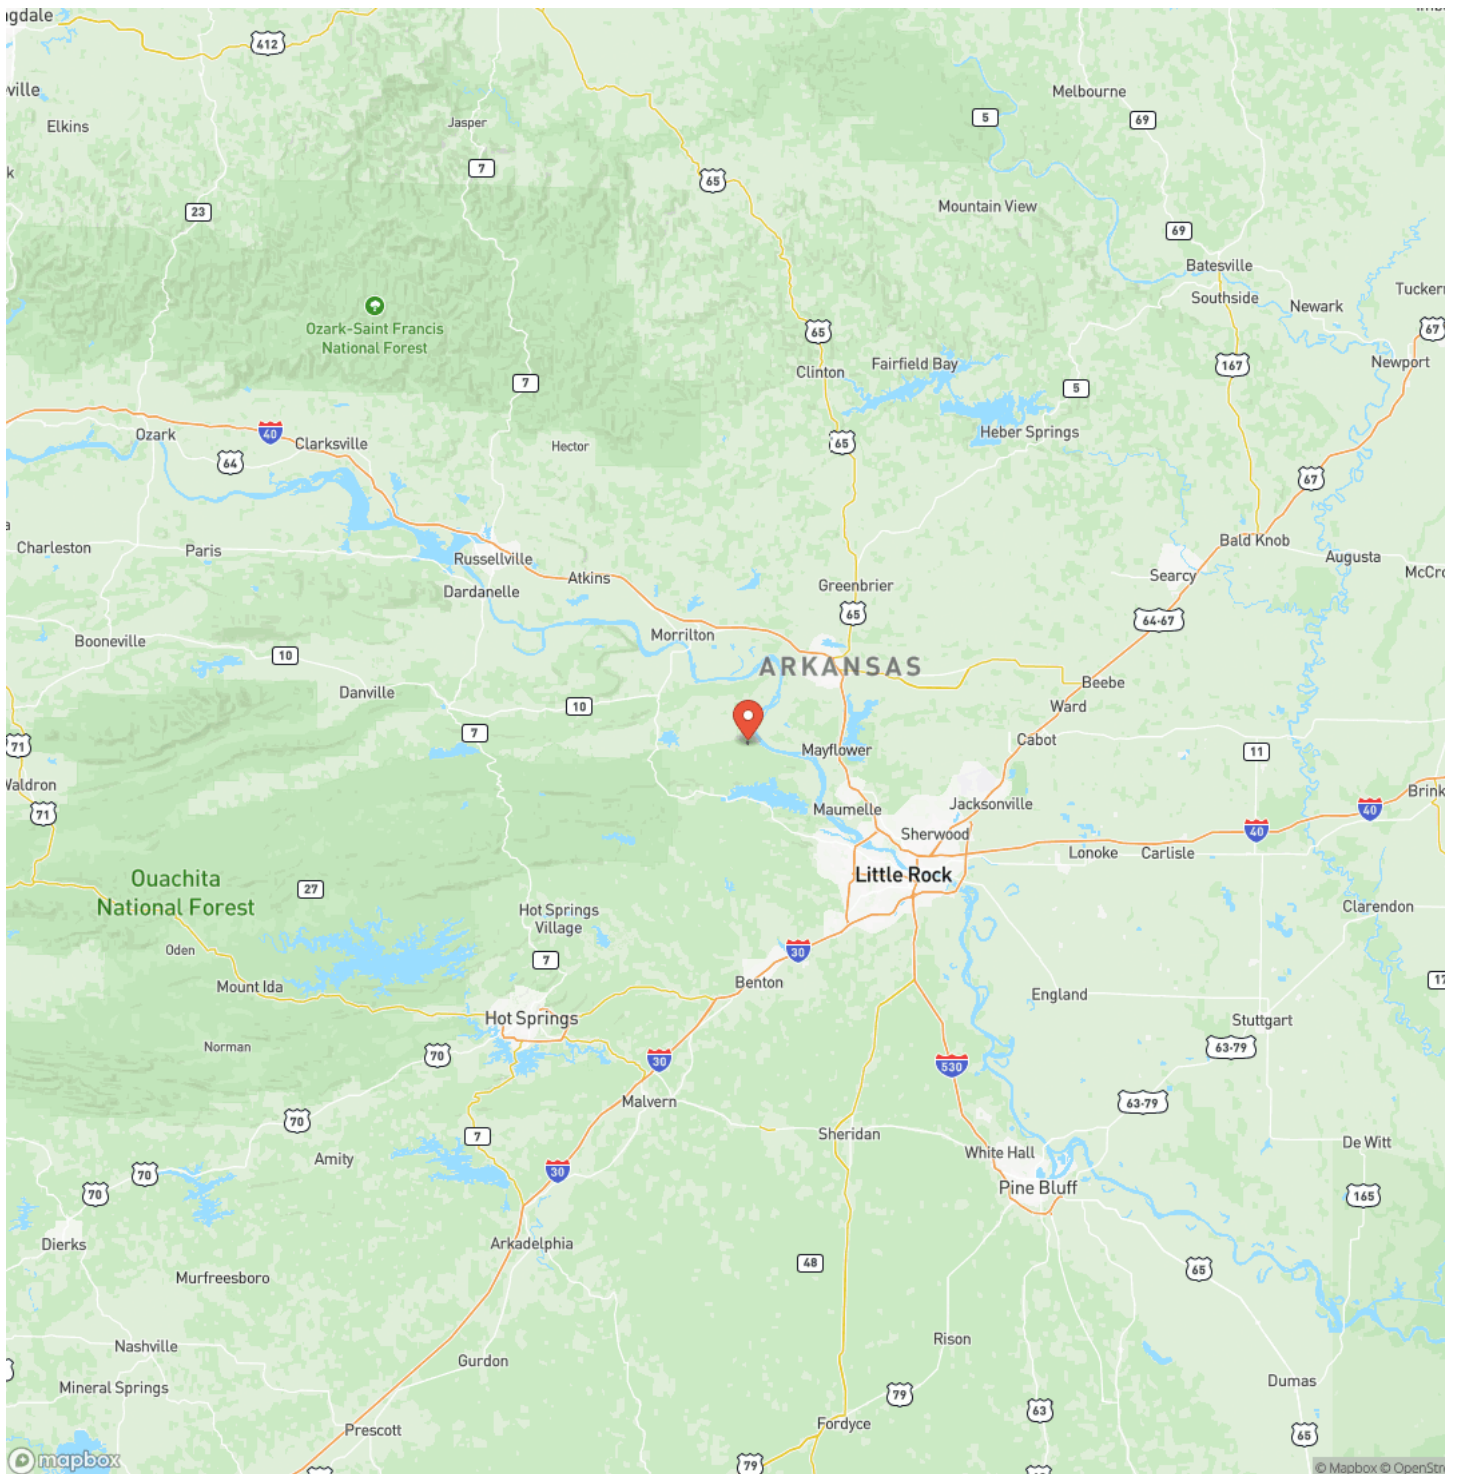 gdale
412
ville
Elkins
Jasper
Melbourne
5
69
k
7
65
23
Mountain View
69
Batesville
Southside
Newark
Tucker
Ozark-Saint Francis
National Forest
65
67
Newport
Clinton
Fairfield Bay
167
7
5
Ozark
40
Clarksville
Hector
65
Heber Springs
64
67
Charleston
Paris
Russellville
Bald Knob
Augusta
Atkins
Searcy
McCro
Dardanelle
Greenbrier
65
64-67
Booneville
Morrilton
10
ARKANSAS
Danville
10
Beebe
Ward
71
7
Mayflower
Cabot
11
Waldron
71
Maumelle
Jacksonville
Brink
40
Sherwood
40
Lonoke
Carlisle
Little Rock
Ouachita
National Forest
27
Hot Springs
Village
Clarendon
Oden
30
7
Mount Ida
Benton
England
17
Hot Springs
Stuttgart
Norman
70
30
530
63-79
Malvern
63-79
70
7
Sheridan
De Witt
Amity
White Hall
70
30
Pine Bluff
70
165
Dierks
Arkadelphia
48
65
Murfreesboro
Nashville
Rison
Gurdon
Mineral Springs
79
Dumas
63
Prescott
Fordyce
65
mapbox
79
© Mapbox © OpenStre